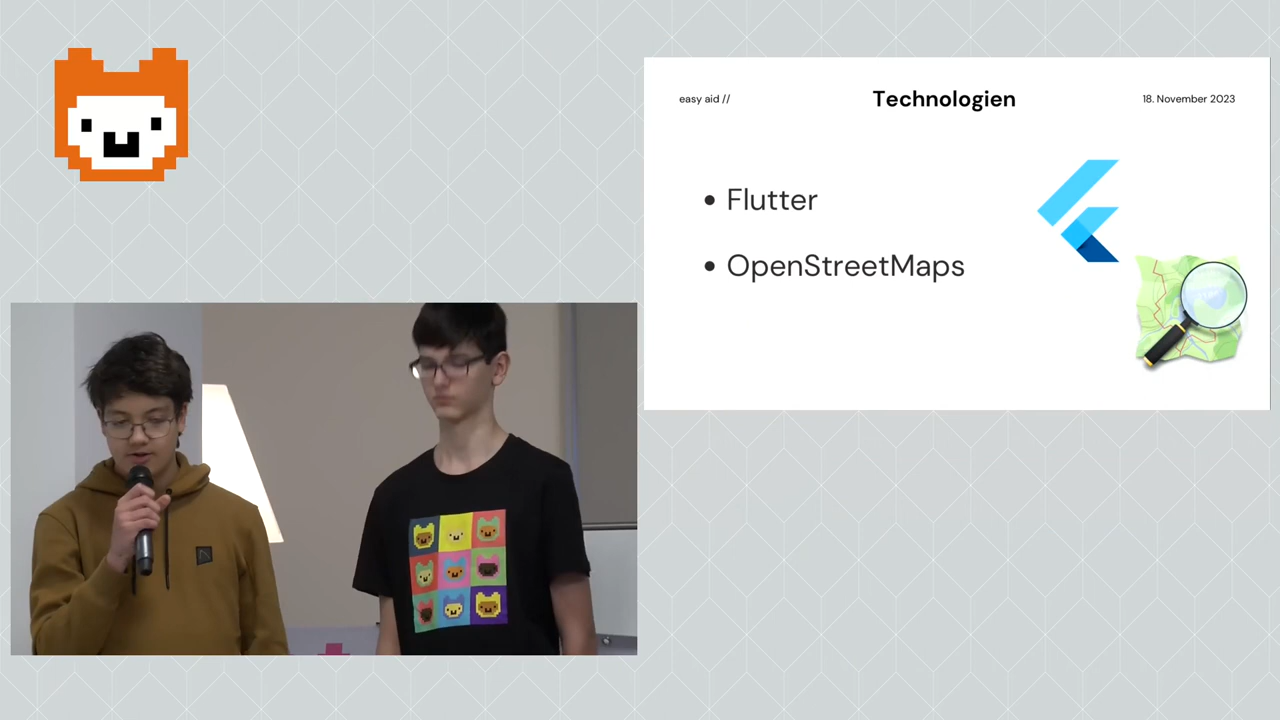 easy aid //
Technologien
18. November 2023
• Flutter
• OpenStreetMaps